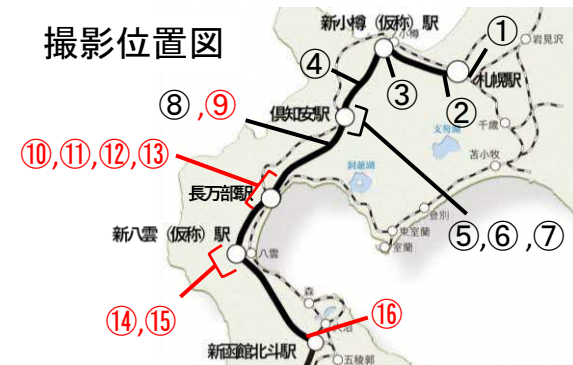 撮影位置図
新小樽（仮称）駅
小樽
①
岩見沢
④
③
②
札幌駅
⑧,⑨
倶知安駅
千歳
支笏湖
苫小牧
⑩,⑪,⑫,⑬
洞爺湖
長万部駅
登別
東室蘭
室蘭
⑤,⑥,⑦
新八雲（仮称）駅
八雲
⑭,⑮
森
⑯
大沼
新函館北斗駅
五稜郭